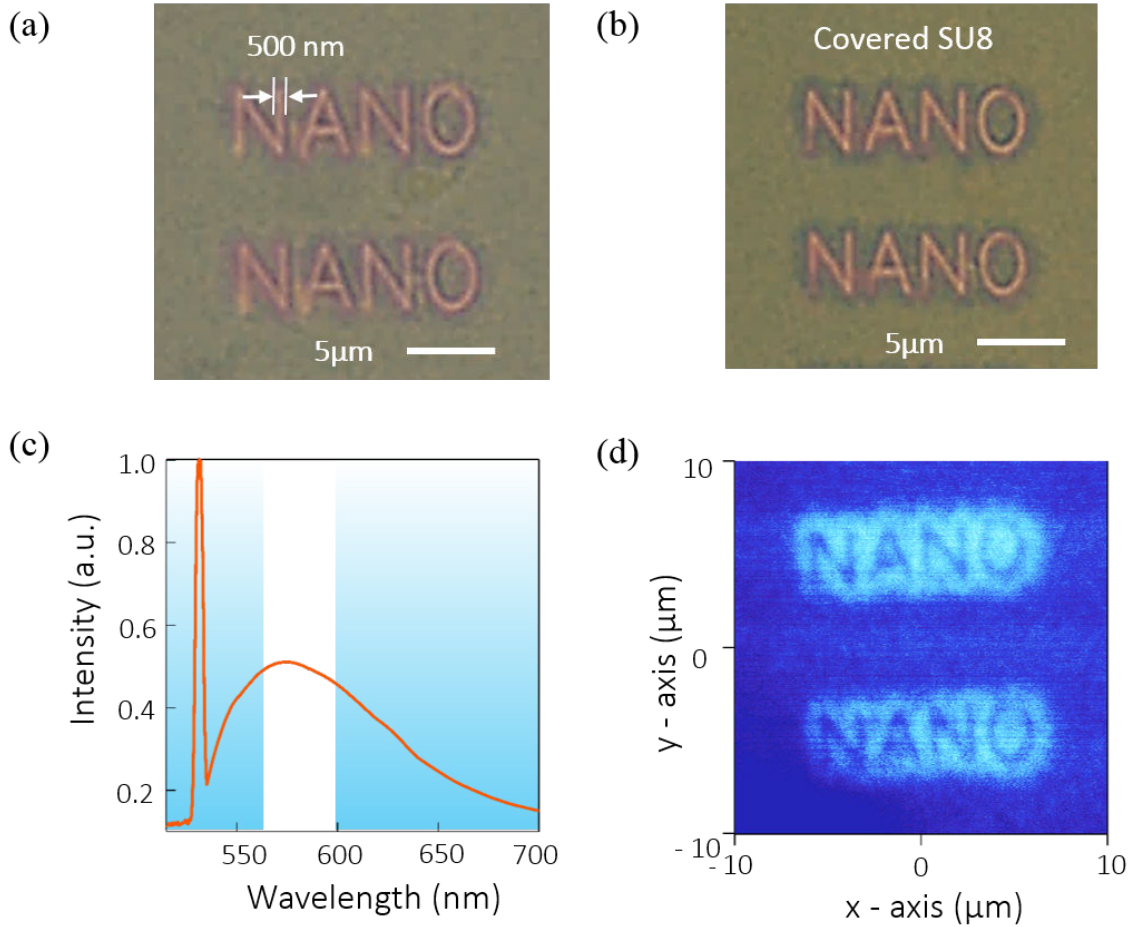 (a)
500 nm
NANO
NANO
5μm
(b)
Covered SU8
NANO
NANO
5μm
(c)
Intensity (a.u.)
1.0
0.8
0.6
0.4
0.2
550 600 650 700
Wavelength (nm)
(d)
y - axis (μm)
10
0
- 10
NANO
NANO
- 10 0 10
x - axis (μm)